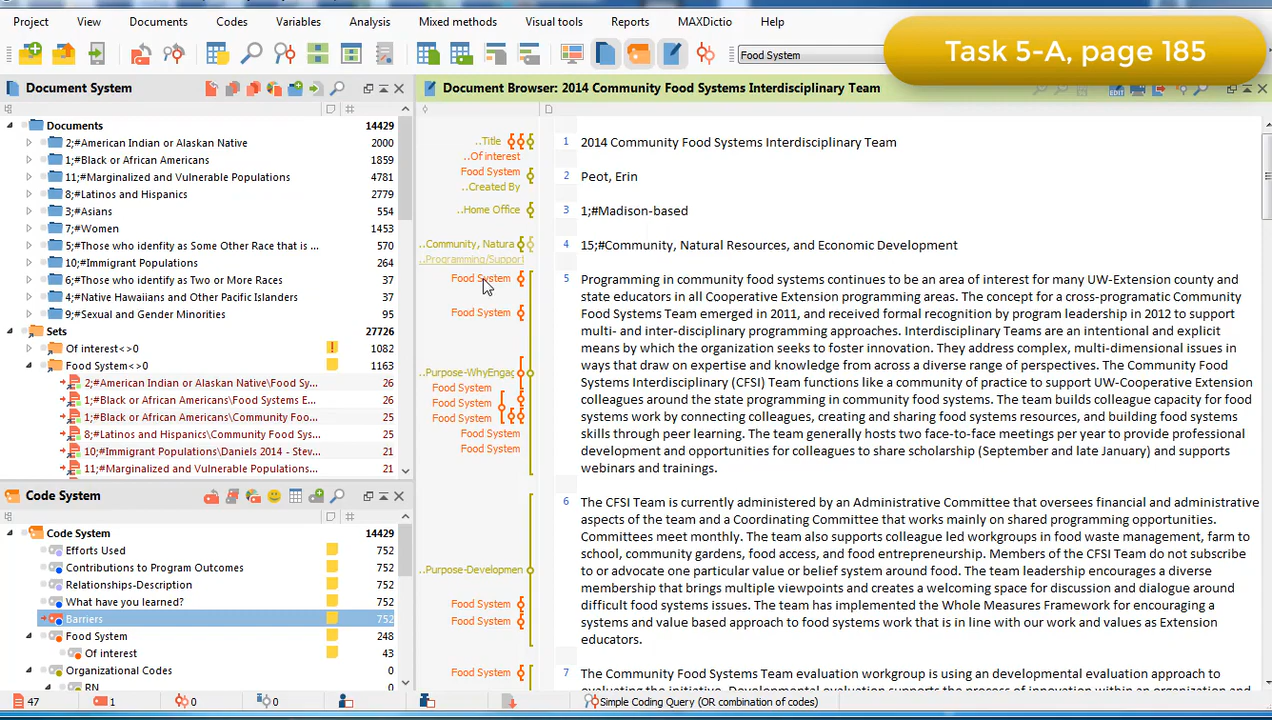 Project View Documents Codes Variables Analysis Mixed methods Visual tools Reports MAXDictio Help
Food System
Task 5-A, page 185
Document System
Documents 14429
2;#American Indian or Alaskan Native 2000
1;#Black or African Americans 1859
11;#Marginalized and Vulnerable Populations 4781
8;#Latinos and Hispanics 2779
3;#Asians 554
7;#Women 1453
5;#Those who idenfity as Some Other Race that is ... 570
10;#Immigrant Populations 264
6;#Those who idenfity as Two or More Races 37
4;#Native Howaiians and Other Pacific Islanders 37
9;#Sexual and Gender Minorities 95
Sets 27726
Of interest<>0 1082
Food System<>0 1163
2;#American Indian or Alaskan Native\Food Sy... 26
1;#Black or African Americans\Food Systems E... 26
1;#Black or African Americans\Community Foo... 25
8;#Latinos and Hispanics\Community Food Sys... 25
10;#Immigrant Populations\Daniels 2014 - Stev... 21
11;#Marginalized and Vulnerable Populations... 21
Code System
Code System 14429
Efforts Used 752
Contributions to Program Outcomes 752
Relationships-Description 752
What have you learned? 752
Barriers 752
Food System 248
Of interest 43
Organizational Codes 0
RN 0
Document Browser: 2014 Community Food Systems Interdisciplinary Team
..Title
..Of interest
Food System
..Created By
..Home Office
..Community, Natura
..Programming/Support
Food System
Food System
..Purpose-WhyEngag
Food System
Food System
Food System
Food System
Food System
..Purpose-Developmen
Food System
Food System
Food System
1 2014 Community Food Systems Interdisciplinary Team
2 Peot, Erin
3 1;#Madison-based
4 15;#Community, Natural Resources, and Economic Development
5 Programming in community food systems continues to be an area of interest for many UW-Extension county and
state educators in all Cooperative Extension programming areas. The concept for a cross-programatic Community
Food Systems Team emerged in 2011, and received formal recognition by program leadership in 2012 to support
multi- and inter-disciplinary programming approaches. Interdisciplinary Teams are an intentional and explicit
means by which the organization seeks to foster innovation. They address complex, multi-dimensional issues in
ways that draw on expertise and knowledge from across a diverse range of perspectives. The Community Food
Systems Interdisciplinary (CFSI) Team functions like a community of practice to support UW-Cooperative Extension
colleagues around the state programming in community food systems. The team builds colleague capacity for food
systems work by connecting colleagues, creating and sharing food systems resources, and building food systems
skills through peer learning. The team generally hosts two face-to-face meetings per year to provide professional
development and opportunities for colleagues to share scholarship (September and late January) and supports
webinars and trainings.
6 The CFSI Team is currently administered by an Administrative Committee that oversees financial and administrative
aspects of the team and a Coordinating Committee that works mainly on shared programming opportunities.
Committees meet monthly. The team also supports colleague led workgroups in food waste management, farm to
school, community gardens, food access, and food entrepreneurship. Members of the CFSI Team do not subscribe
to or advocate one particular value or belief system around food. The team leadership encourages a diverse
membership that brings multiple viewpoints and creates a welcoming space for discussion and dialogue around
difficult food systems issues. The team has implemented the Whole Measures Framework for encouraging a
systems and value based approach to food systems work that is in line with our work and values as Extension
educators.
7 The Community Food Systems Team evaluation workgroup is using an developmental evaluation approach to
47 1 0 0 Simple Coding Query (OR combination of codes)